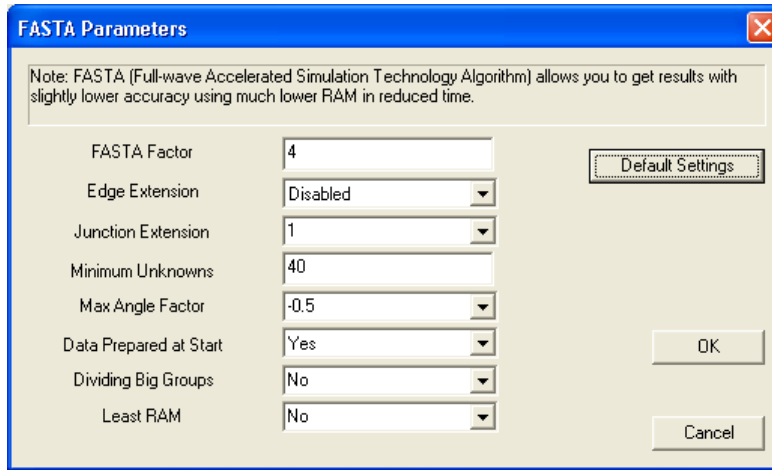 FASTA Parameters
Note: FASTA (Full-wave Accelerated Simulation Technology Algorithm) allows you to get results with
slightly lower accuracy using much lower RAM in reduced time.
FASTA Factor 4
Default Settings
Edge Extension Disabled
Junction Extension 1
Minimum Unknowns 40
Max Angle Factor -0.5
Data Prepared at Start Yes
OK
Dividing Big Groups No
Least RAM No
Cancel